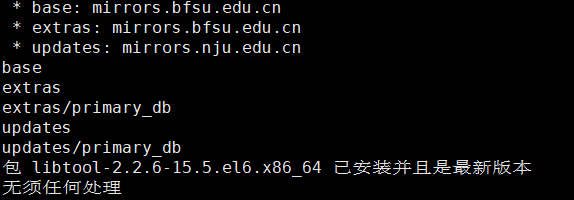 * base: mirrors.bfsu.edu.cn
* extras: mirrors.bfsu.edu.cn
* updates: mirrors.nju.edu.cn
base
extras
extras/primary_db
updates
updates/primary_db
包 libtool-2.2.6-15.5.el6.x86_64 已安装并且是最新版本
无须任何处理